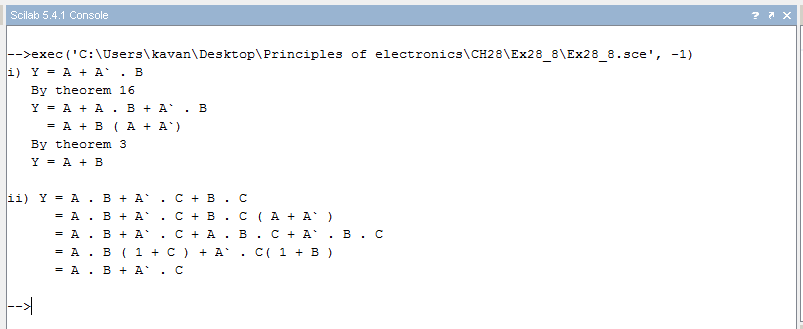 Scilab 5.4.1 Console
-->exec('C:\Users\kavan\Desktop\Principles of electronics\CH28\Ex28_8\Ex28_8.sce', -1)
i) Y = A + A` . B
By theorem 16
Y = A + A . B + A` . B
= A + B ( A + A`)
By theorem 3
Y = A + B
ii) Y = A . B + A` . C + B . C
= A . B + A` . C + B . C ( A + A` )
= A . B + A` . C + A . B . C + A` . B . C
= A . B ( 1 + C ) + A` . C( 1 + B )
= A . B + A` . C
-->